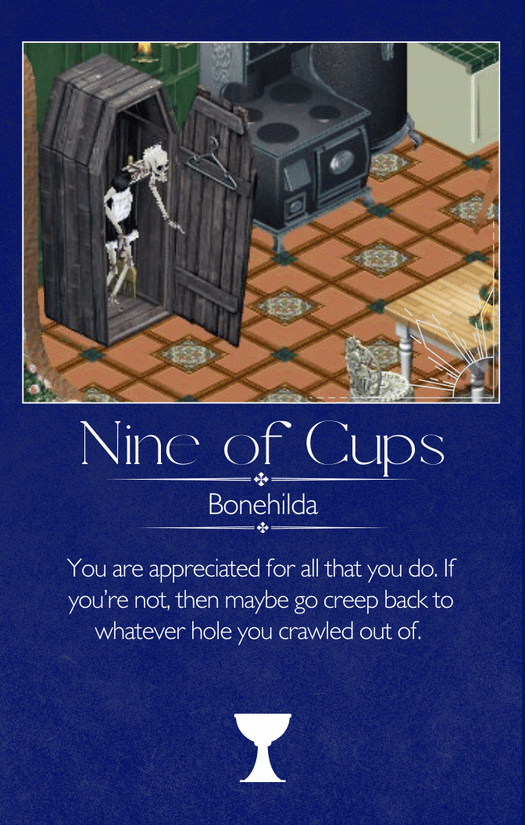 Nine of Cups
Bonehilda
You are appreciated for all that you do. If
you're not, then maybe go creep back to
whatever hole you crawled out of.